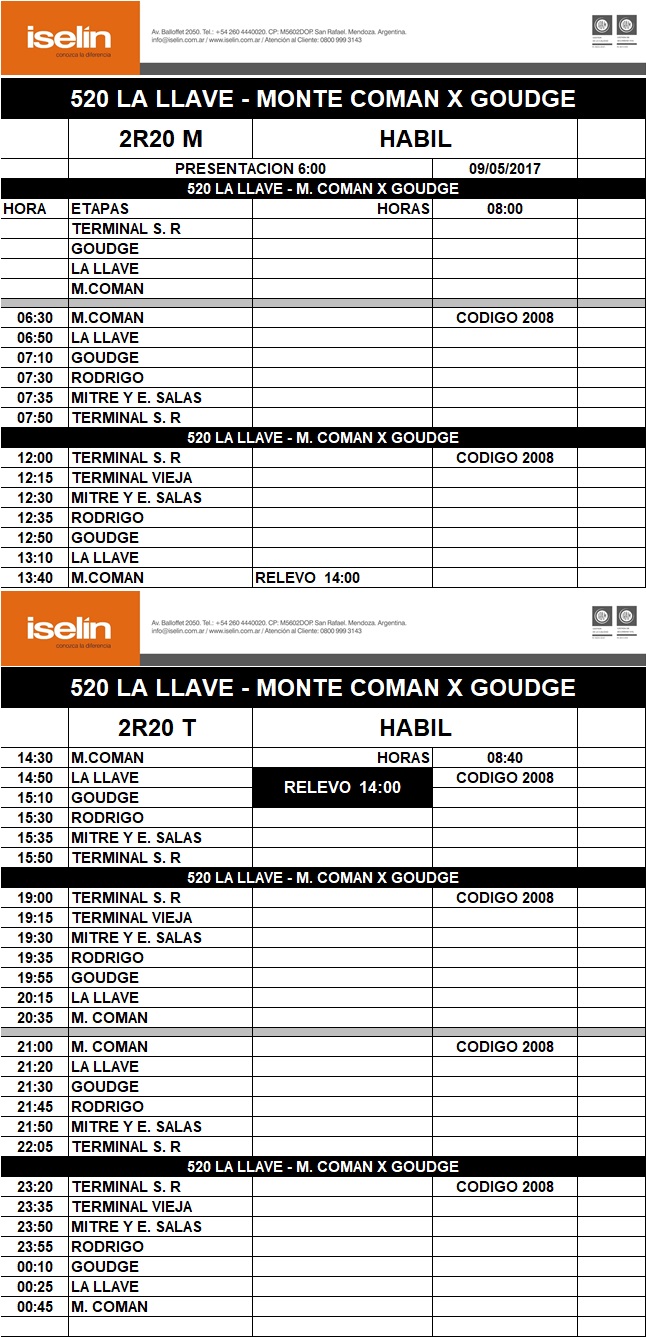 iselín
conozca la diferencia
Av. Balloffet 2050. Tel.: +54 260 4440020. CP: M5602DOP. San Rafael. Mendoza. Argentina.
info@iselin.com.ar / www.iselin.com.ar / Atención al Cliente: 0800 999 3143
520 LA LLAVE - MONTE COMAN X GOUDGE
2R20 M HABIL
PRESENTACION 6:00 09/05/2017
520 LA LLAVE - M. COMAN X GOUDGE
HORA ETAPAS HORAS 08:00
TERMINAL S. R
GOUDGE
LA LLAVE
M.COMAN
06:30 M.COMAN CODIGO 2008
06:50 LA LLAVE
07:10 GOUDGE
07:30 RODRIGO
07:35 MITRE Y E. SALAS
07:50 TERMINAL S. R
520 LA LLAVE - M. COMAN X GOUDGE
12:00 TERMINAL S. R CODIGO 2008
12:15 TERMINAL VIEJA
12:30 MITRE Y E. SALAS
12:35 RODRIGO
12:50 GOUDGE
13:10 LA LLAVE
13:40 M.COMAN RELEVO 14:00
iselín
conozca la diferencia
Av. Balloffet 2050. Tel.: +54 260 4440020. CP: M5602DOP. San Rafael. Mendoza. Argentina.
info@iselin.com.ar / www.iselin.com.ar / Atención al Cliente: 0800 999 3143
520 LA LLAVE - MONTE COMAN X GOUDGE
2R20 T HABIL
14:30 M.COMAN HORAS 08:40
14:50 LA LLAVE RELEVO 14:00 CODIGO 2008
15:10 GOUDGE
15:30 RODRIGO
15:35 MITRE Y E. SALAS
15:50 TERMINAL S. R
520 LA LLAVE - M. COMAN X GOUDGE
19:00 TERMINAL S. R CODIGO 2008
19:15 TERMINAL VIEJA
19:30 MITRE Y E. SALAS
19:35 RODRIGO
19:55 GOUDGE
20:15 LA LLAVE
20:35 M. COMAN
21:00 M. COMAN CODIGO 2008
21:20 LA LLAVE
21:30 GOUDGE
21:45 RODRIGO
21:50 MITRE Y E. SALAS
22:05 TERMINAL S. R
520 LA LLAVE - M. COMAN X GOUDGE
23:20 TERMINAL S. R CODIGO 2008
23:35 TERMINAL VIEJA
23:50 MITRE Y E. SALAS
23:55 RODRIGO
00:10 GOUDGE
00:25 LA LLAVE
00:45 M. COMAN